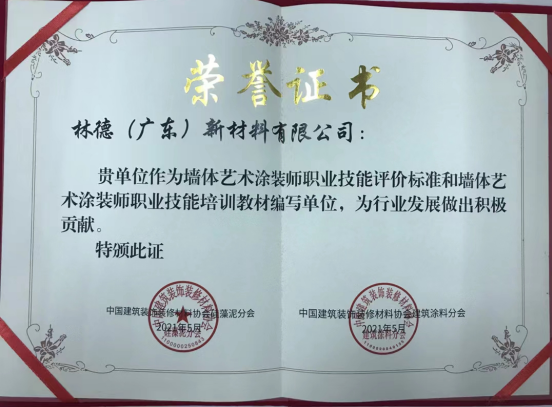 荣誉证书
林德（广东）新材料有限公司：
贵单位作为墙体艺术涂装师职业技能评价标准和墙体艺
术涂装师职业技能培训教材编写单位，为行业发展做出积极
贡献。
特颁此证
中国建筑装饰装修材料协会硅藻泥分会
2021年5月
中国建筑装饰装修材料协会建筑涂料分会
2021年5月